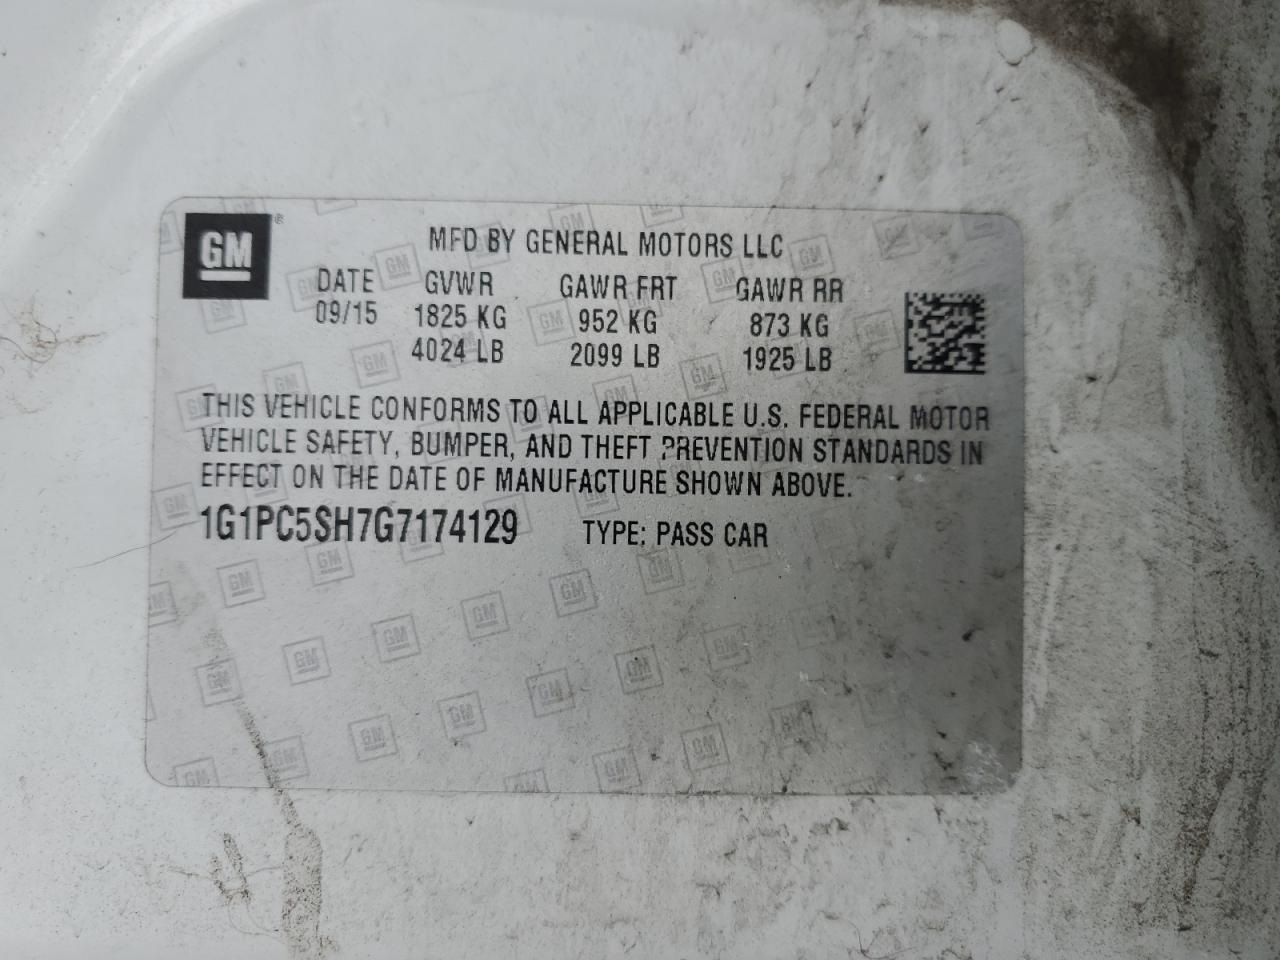 GM
MFD BY GENERAL MOTORS LLC
DATE GVWR GAWR FRT GAWR RR
09/15 1825 KG 952 KG 873 KG
4024 LB 2099 LB 1925 LB
THIS VEHICLE CONFORMS TO ALL APPLICABLE U.S. FEDERAL MOTOR
VEHICLE SAFETY, BUMPER, AND THEFT PREVENTION STANDARDS IN
EFFECT ON THE DATE OF MANUFACTURE SHOWN ABOVE.
1G1PC5SH7G7174129 TYPE: PASS CAR